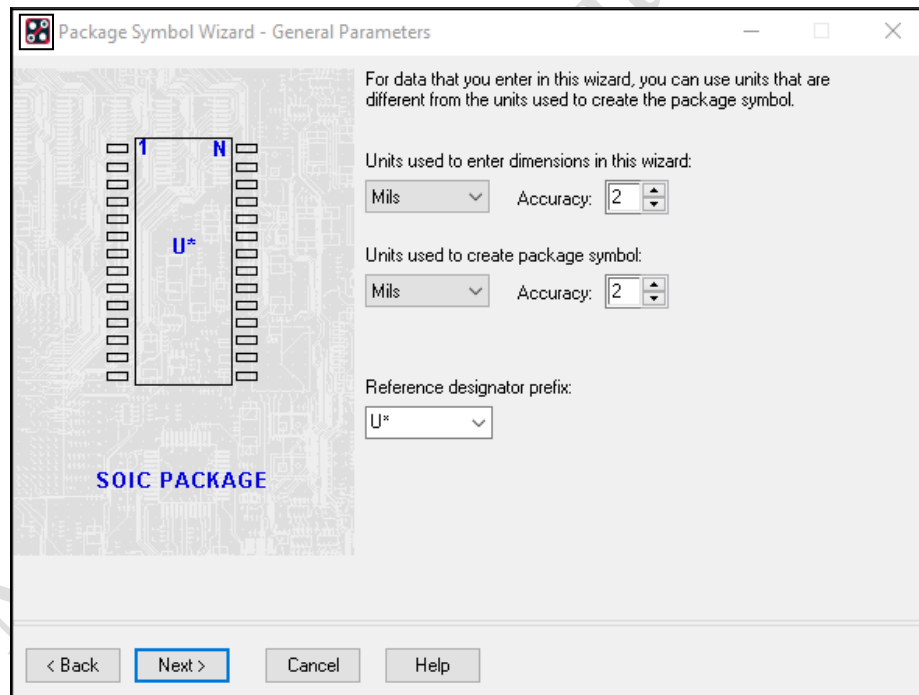 Package Symbol Wizard - General Parameters
For data that you enter in this wizard, you can use units that are
different from the units used to create the package symbol.
1 N
Units used to enter dimensions in this wizard:
Mils Accuracy: 2
U*
Units used to create package symbol:
Mils Accuracy: 2
Reference designator prefix:
U*
SOIC PACKAGE
< Back Next > Cancel Help